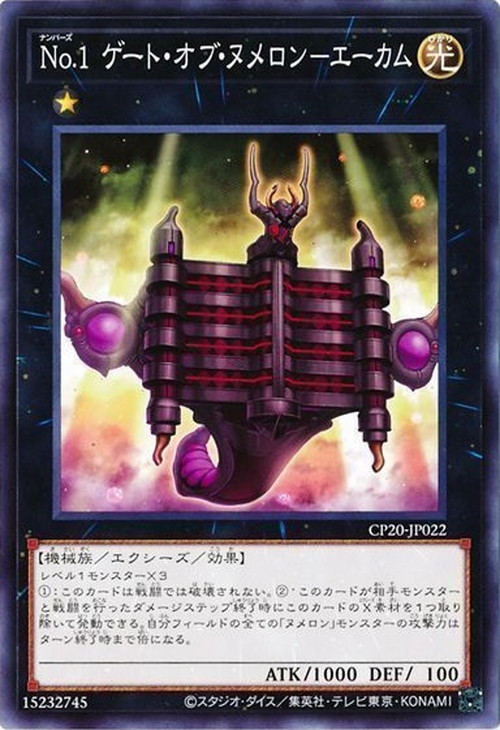 ナンバーズ
No.1 ゲート・オブ・ヌメロン－エーカム
光
CP20-JP022
【機械族／エクシーズ／効果】
レベル1モンスター×3
①：このカードは戦闘では破壊されない。②：このカードが相手モンスター
と戦闘を行ったダメージステップ終了時にこのカードのX素材を1つ取り
除いて発動できる。自分フィールドの全ての「ヌメロン」モンスターの攻撃力は
ターン終了時まで倍になる。
ATK/1000 DEF/ 100
15232745
©スタジオ・ダイス／集英社・テレビ東京・KONAMI